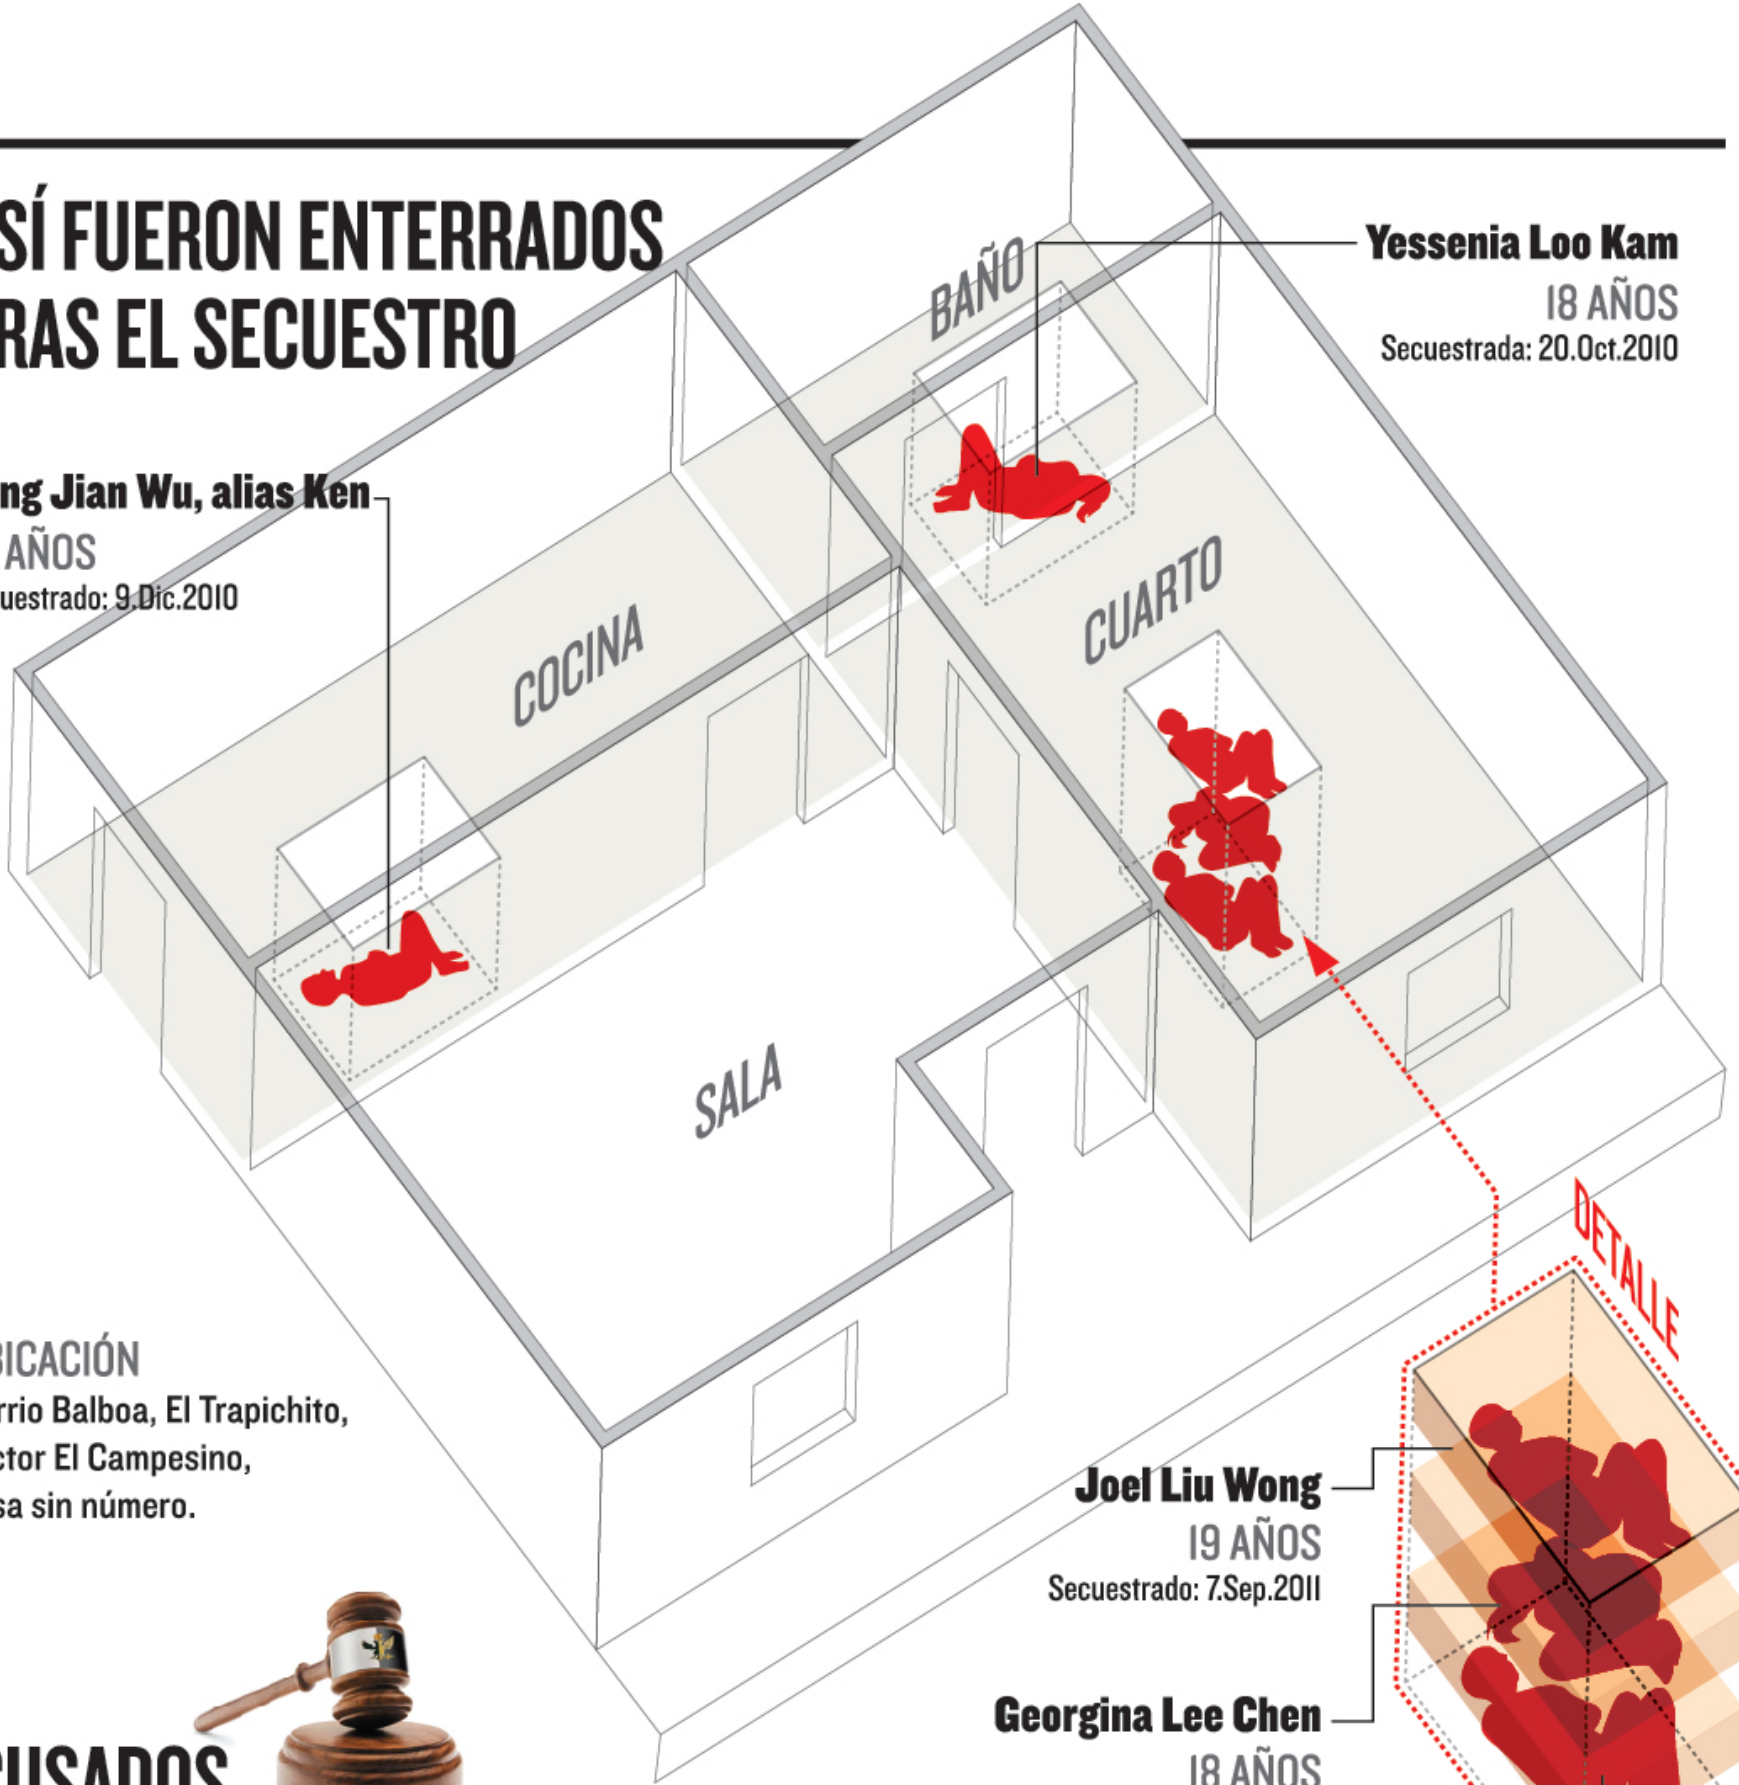 SÍ FUERON ENTERRADOS
RAS EL SECUESTRO
Yessenia Loo Kam
18 AÑOS
Secuestrada: 20.Oct.2010
ng Jian Wu, alias Ken
AÑOS
uestrado: 9.Dic.2010
BAÑO
CUARTO
COCINA
SALA
DETALLE
BICACIÓN
rrio Balboa, El Trapichito,
ctor El Campesino,
sa sin número.
Joel Liu Wong
19 AÑOS
Secuestrado: 7.Sep.2011
Georgina Lee Chen
18 AÑOS
CUSADOS